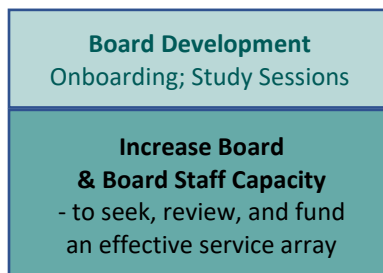 Board Development
Onboarding; Study Sessions
Increase Board
& Board Staff Capacity
- to seek, review, and fund
an effective service array